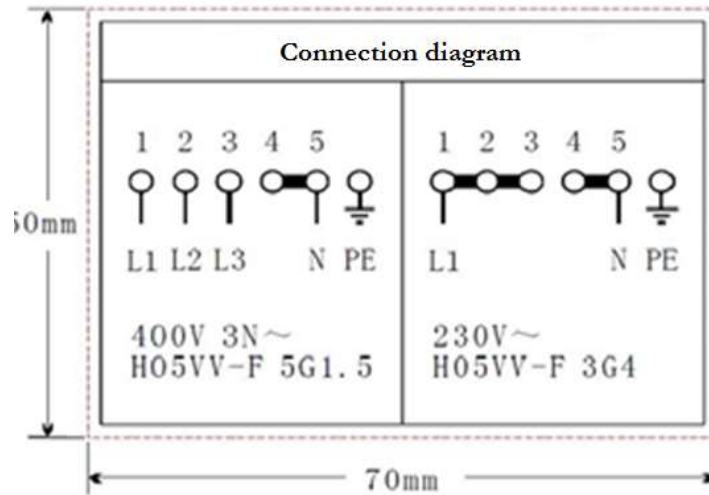 Connection diagram
1 2 3 4 5
L1 L2 L3 N PE
400V 3N～
H05VV-F 5G1.5
1 2 3 4 5
L1 N PE
230V～
H05VV-F 3G4
70mm